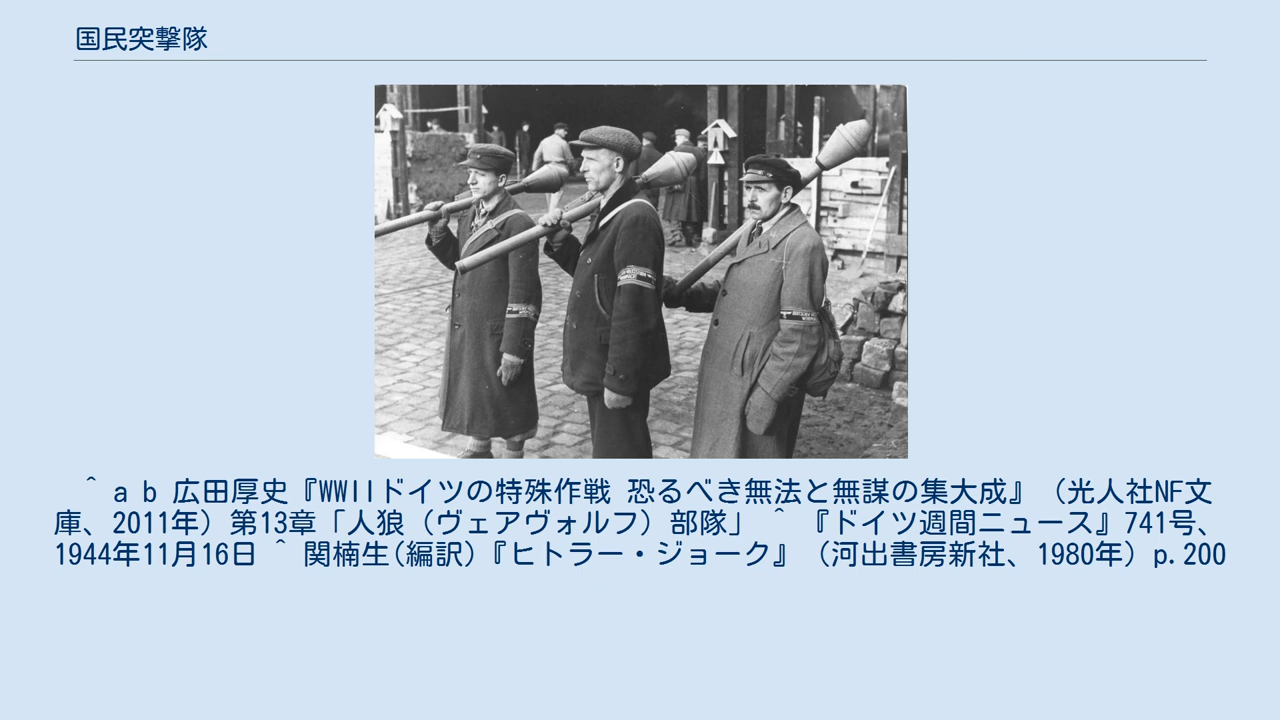 国民突撃隊
＾ a b 広田厚史『WWIIドイツの特殊作戦 恐るべき無法と無謀の集大成』（光人社NF文
庫、2011年）第13章「人狼（ヴェアヴォルフ）部隊」 ＾ 『ドイツ週間ニュース』741号、
1944年11月16日 ＾ 関楠生(編訳)『ヒトラー・ジョーク』（河出書房新社、1980年）p.200